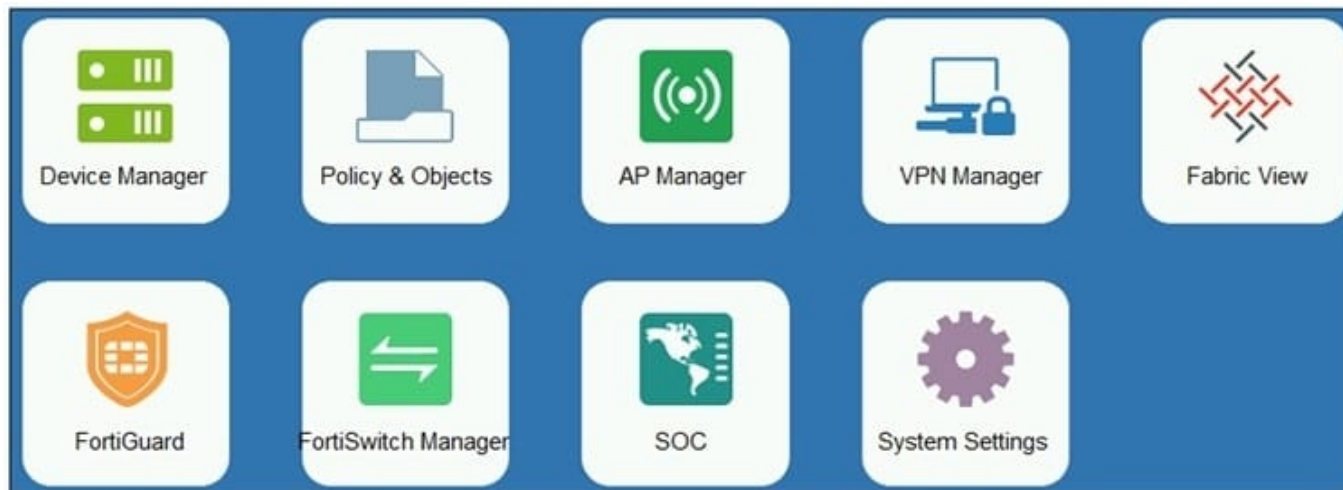 Device Manager
Policy & Objects
AP Manager
VPN Manager
Fabric View
FortiGuard
FortiSwitch Manager
SOC
System Settings